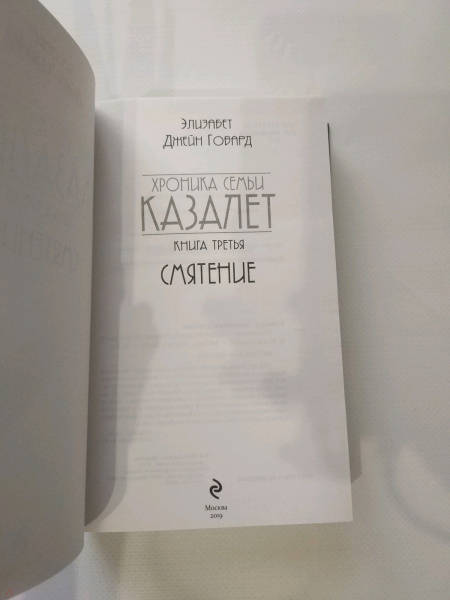 ЭЛИЗАБЕТ
ДЖЕЙН ГОВАРД
ХРОНИКА СЕМЬИ
КАЗАЛЕТ
КНИГА ТРЕТЬЯ
СМЯТЕНИЕ
Москва
2019